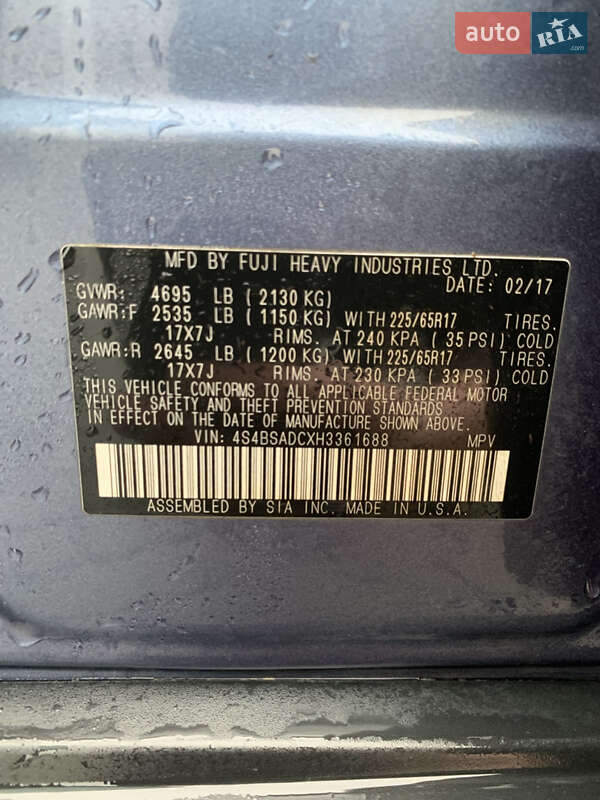 auto RIA.com
MFD BY FUJI HEAVY INDUSTRIES LTD.
DATE: 02/17
GVWR: 4695 LB ( 2130 KG)
GAWR:F 2535 LB ( 1150 KG) WITH 225/65R17 TIRES.
17X7J RIMS. AT 240 KPA ( 35 PSI) COLD
GAWR:R 2645 LB ( 1200 KG) WITH 225/65R17 TIRES.
17X7J RIMS. AT 230 KPA ( 33 PSI) COLD
THIS VEHICLE CONFORMS TO ALL APPLICABLE FEDERAL MOTOR
VEHICLE SAFETY AND THEFT PREVENTION STANDARDS
IN EFFECT ON THE DATE OF MANUFACTURE SHOWN ABOVE.
VIN: 4S4BSADCXH3361688 MPV
ASSEMBLED BY SIA INC. MADE IN U.S.A.